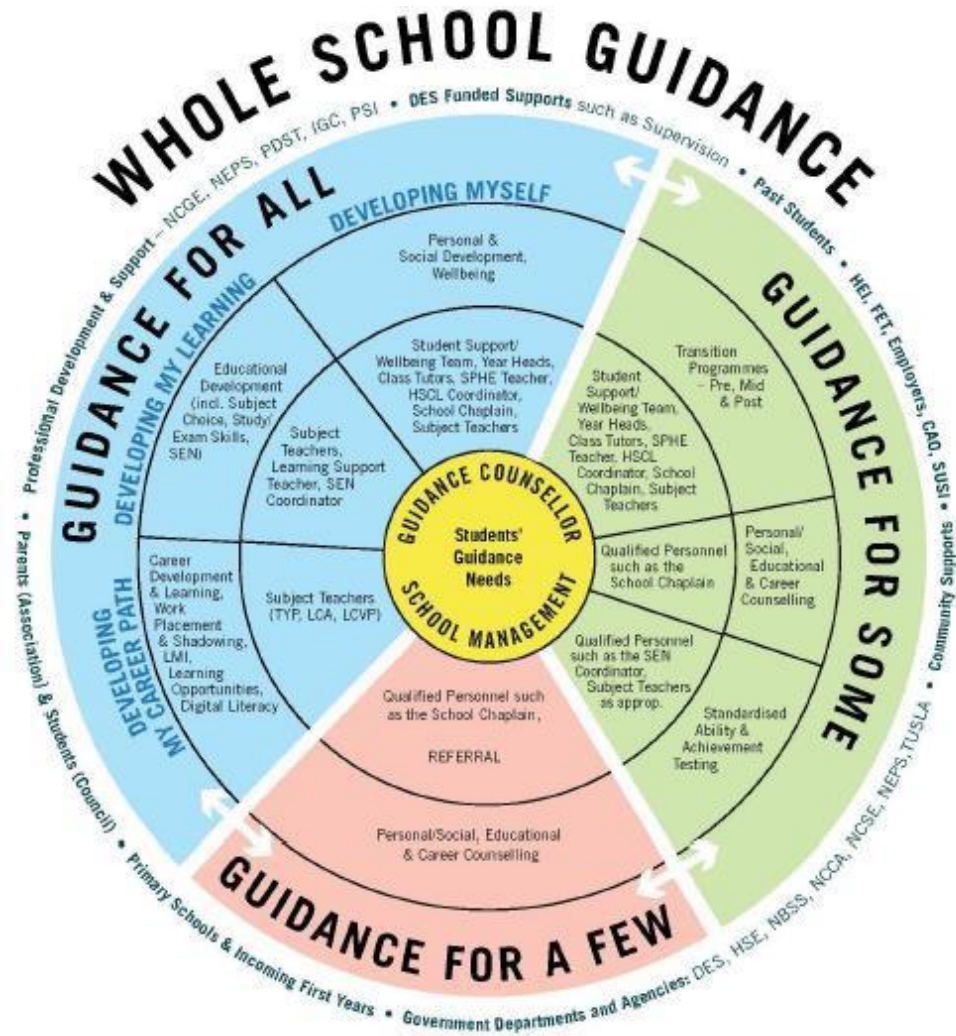 WHOLE SCHOOL GUIDANCE
• Professional Development & Support – NCGE, NEPS, PDST, IGC, PSI • DES Funded Supports such as Supervision • Past Students • HEI, FET, Employers, CAO, SUSI • Community Supports
• Parents (Association) & Students (Council) • Primary Schools & Incoming First Years • Government Departments and Agencies: DES, HSE, NBSS, NCCA, NCSE, NEPS, TUSLA •
GUIDANCE FOR ALL
DEVELOPING MYSELF
Personal &
Social Development,
Wellbeing
Student Support/
Wellbeing Team, Year Heads,
Class Tutors, SPHE Teacher,
HSCL Coordinator,
School Chaplain,
Subject Teachers
DEVELOPING MY LEARNING
Educational
Development
(incl. Subject
Choice, Study/
Exam Skills,
SEN)
Subject
Teachers,
Learning Support
Teacher, SEN
Coordinator
DEVELOPING
MY CAREER PATH
Career
Development
& Learning,
Work
Placement
& Shadowing,
LMI,
Learning
Opportunities,
Digital Literacy
Subject Teachers
(TYP, LCA, LCVP)
GUIDANCE COUNSELLOR
Students'
Guidance
Needs
SCHOOL MANAGEMENT
GUIDANCE FOR SOME
Transition
Programmes
– Pre, Mid
& Post
Student
Support/
Wellbeing Team,
Year Heads,
Class Tutors, SPHE
Teacher, HSCL
Coordinator, School
Chaplain, Subject
Teachers
Personal/
Social,
Educational
& Career
Counselling
Qualified Personnel
such as the
School Chaplain
Qualified Personnel
such as the SEN
Coordinator,
Subject Teachers
as approp.
Standardised
Ability &
Achievement
Testing
Qualified Personnel such
as the School Chaplain,
REFERRAL
Personal/Social, Educational
& Career Counselling
GUIDANCE FOR A FEW